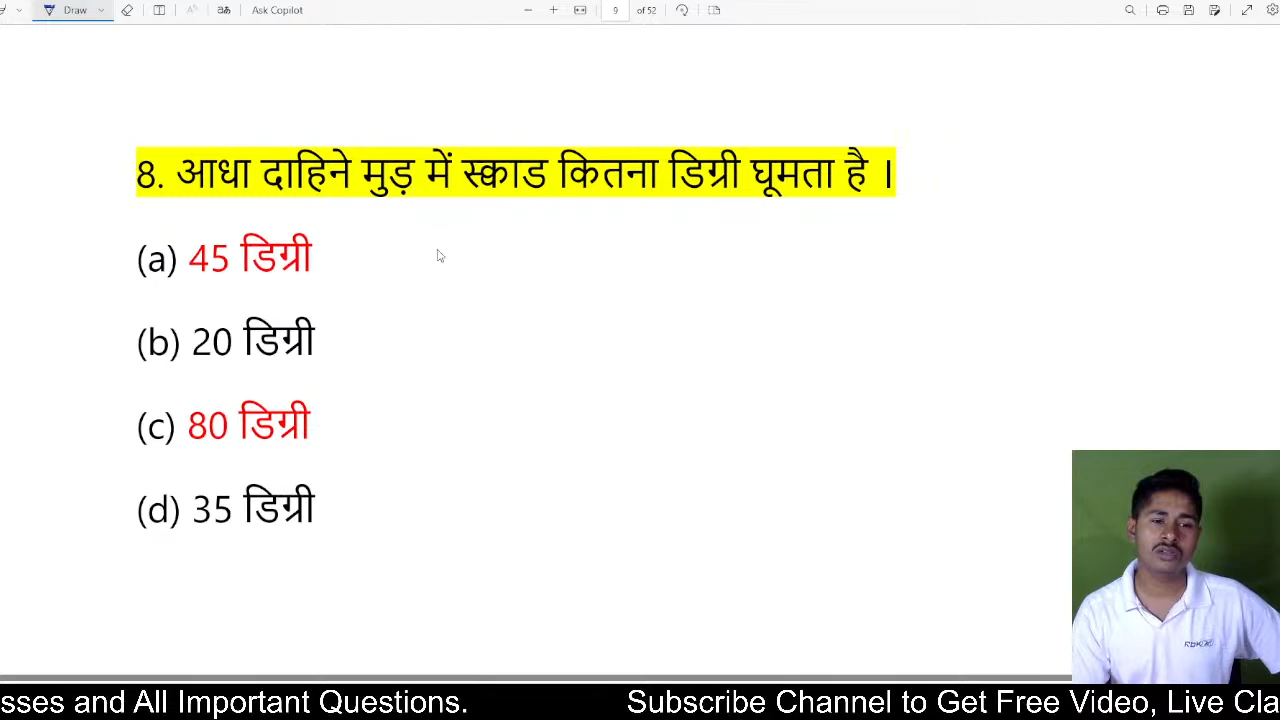 Draw
Ask Copilot
9 of 52
8. आधा दाहिने मुड़ में स्क्वाड कितना डिग्री घूमता है ।
(a) 45 डिग्री
(b) 20 डिग्री
(c) 80 डिग्री
(d) 35 डिग्री
sses and All Important Questions. Subscribe Channel to Get Free Video, Live Cla